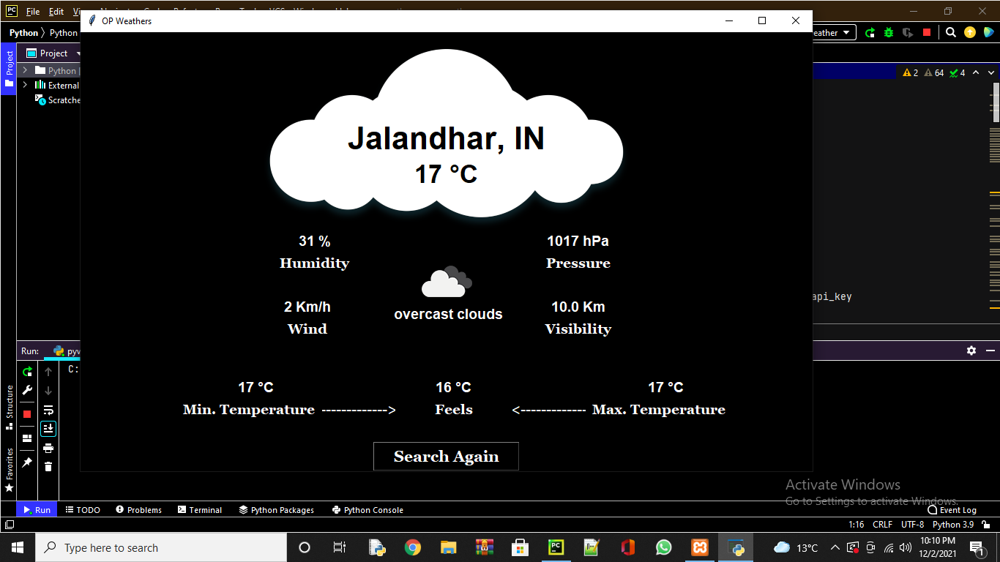 PC File Edit
OP Weathers
Python Python
eather
Project
Project
2 64 4
Python
External
Scratche
Jalandhar, IN
17 °C
31 %
Humidity
1017 hPa
Pressure
api_key
2 Km/h
Wind
overcast clouds
10.0 Km
Visibility
Run:
C:
17 °C
Min. Temperature ------------->
16 °C
Feels
17 °C
<------------- Max. Temperature
Structure
Favorites
Search Again
Activate Windows
Go to Settings to activate Windows.
Run TODO Problems Terminal Python Packages Python Console Event Log
1:16 CRLF UTF-8 Python 3.9
Type here to search
PC
13°C
10:10 PM
12/2/2021
1